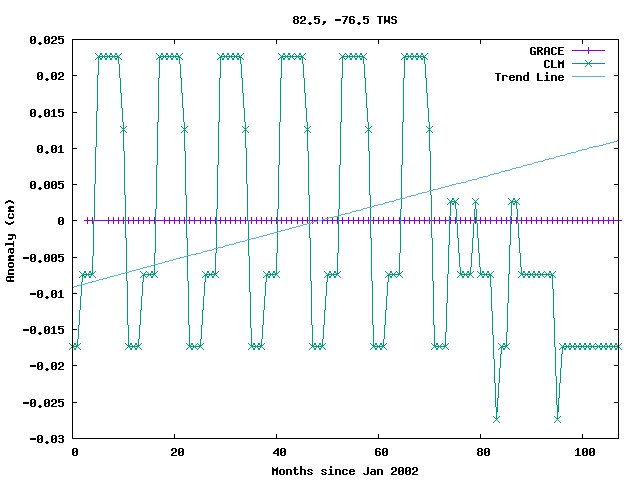 82.5, -76.5 TWS
0.025
0.02
0.015
0.01
0.005
0
-0.005
-0.01
-0.015
-0.02
-0.025
-0.03
Anomaly (cm)
GRACE
CLM
Trend Line
0 20 40 60 80 100
Months since Jan 2002